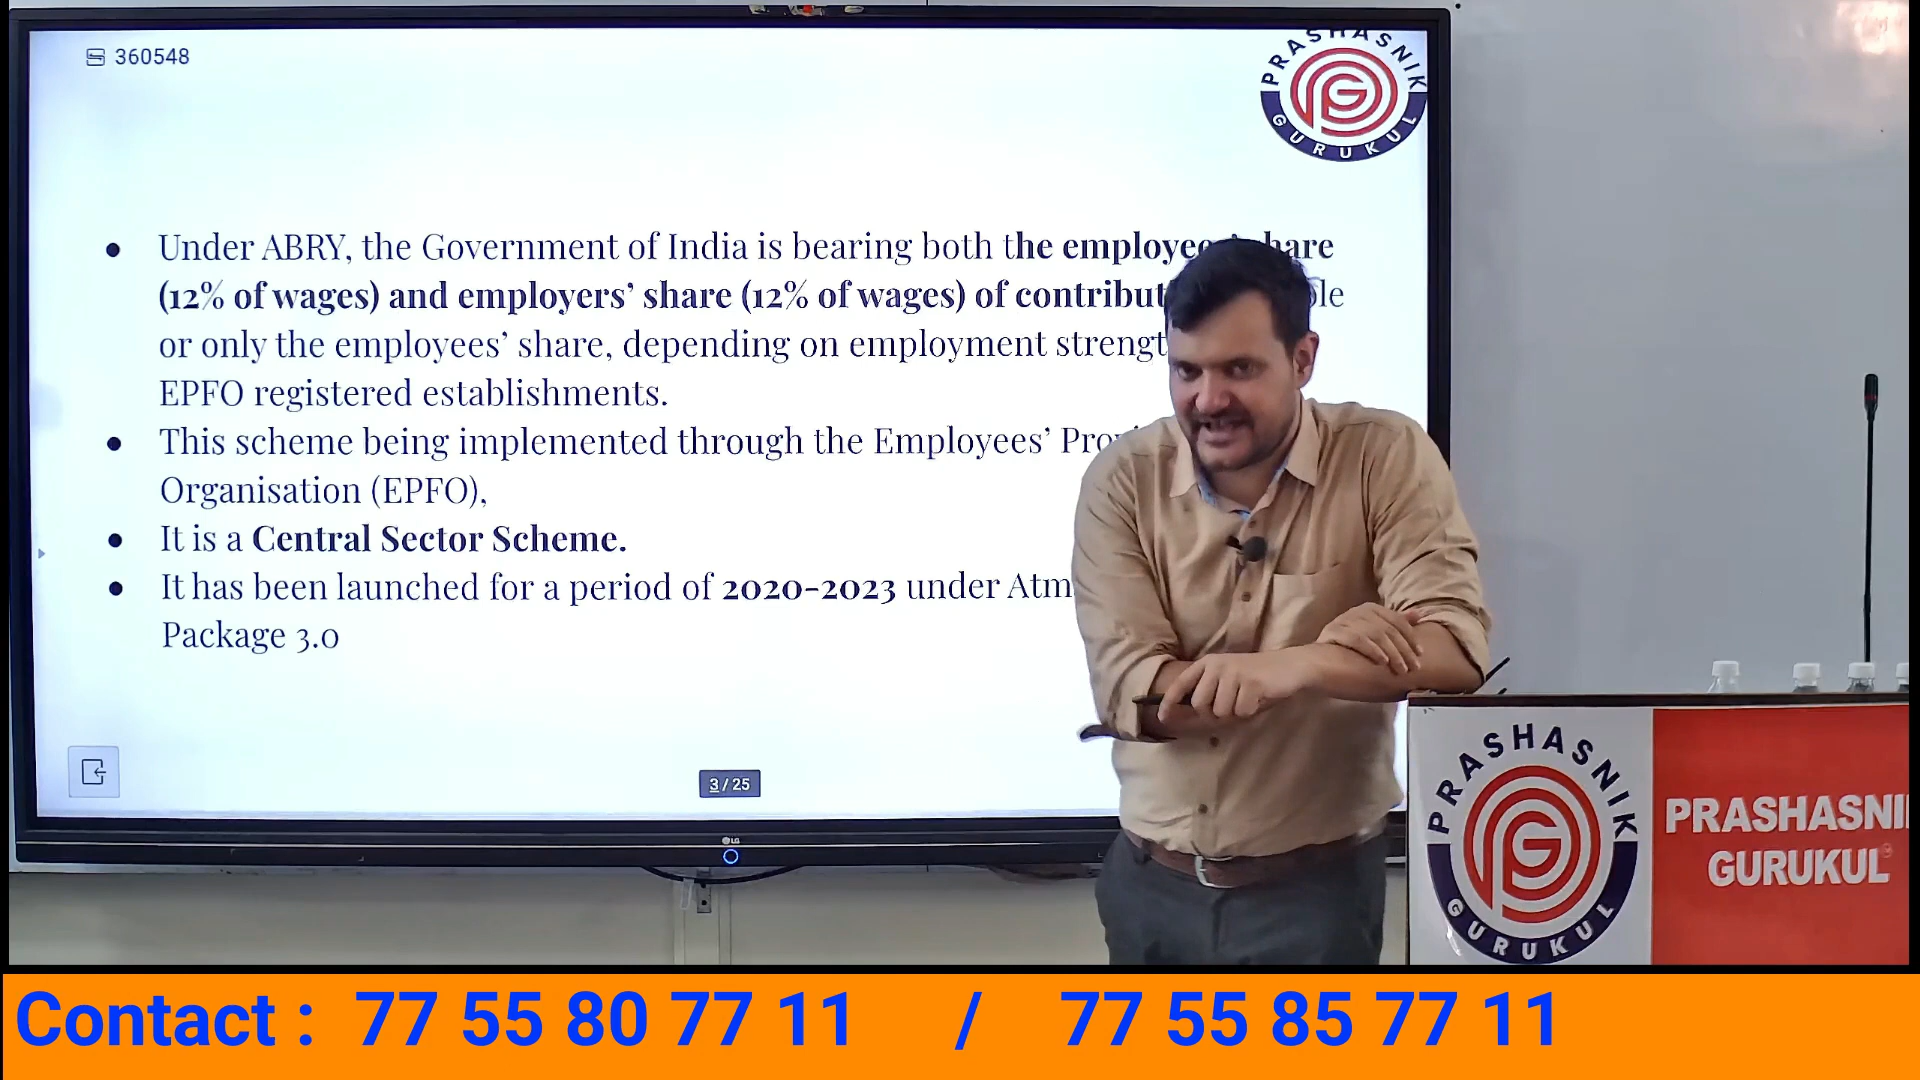 360548
PRASHASNIK
GURUKUL
Under ABRY, the Government of India is bearing both the employee share
(12% of wages) and employers’ share (12% of wages) of
or only the employees’ share, depending on employment
EPFO registered establishments.
This scheme being implemented through the Employees’
Organisation (EPFO),
It is a Central Sector Scheme.
It has been launched for a period of 2020-2023 under
Package 3.0
3 / 25
LG
PRASHASNIK
GURUKUL
PRASHASNI
GURUKUL
Contact : 77 55 80 77 11 / 77 55 85 77 11